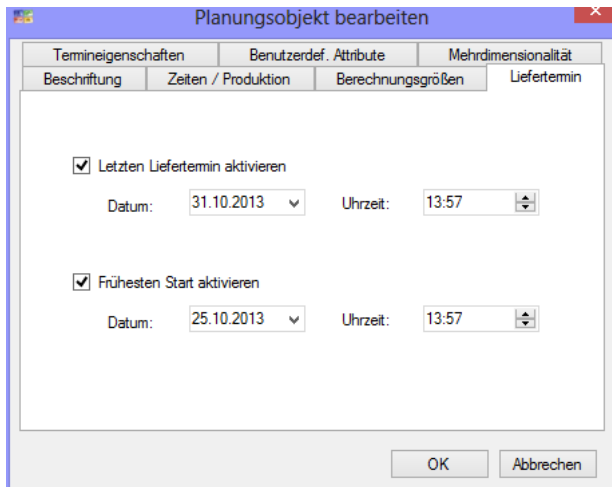 Planungsobjekt bearbeiten
Termineigenschaften Benutzerdef. Attribute Mehrdimensionalität
Beschriftung Zeiten / Produktion Berechnungsgrößen Liefertermin
Letzten Liefertermin aktivieren
Datum: 31.10.2013 Uhrzeit: 13:57
Frühesten Start aktivieren
Datum: 25.10.2013 Uhrzeit: 13:57
OK Abbrechen